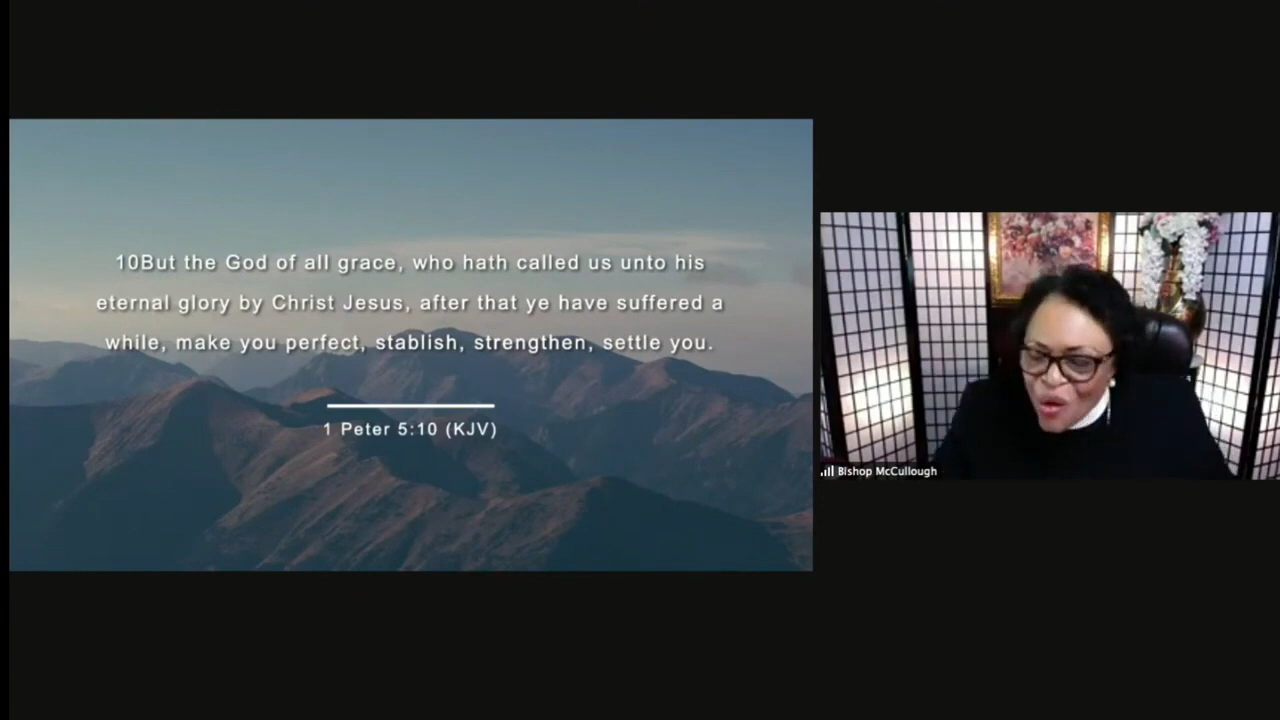 10But the God of all grace, who hath called us unto his
eternal glory by Christ Jesus, after that ye have suffered a
while, make you perfect, stablish, strengthen, settle you.
1 Peter 5:10 (KJV)
Bishop McCullough